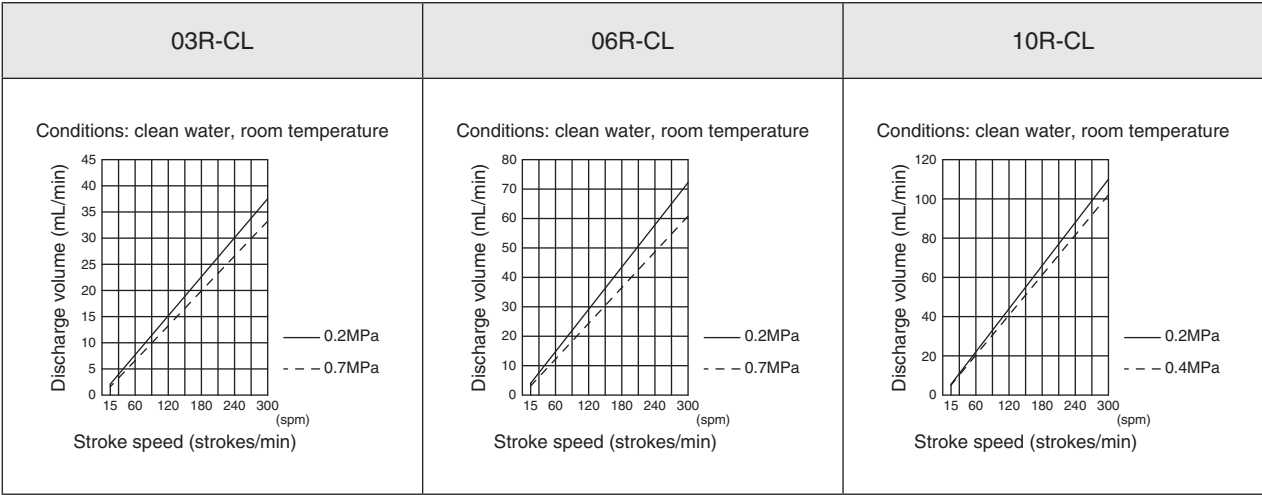 03R-CL
06R-CL
10R-CL
Conditions: clean water, room temperature
Discharge volume (mL/min)
45
40
35
30
25
20
15
10
5
0
15 60 120 180 240 300
(spm)
Stroke speed (strokes/min)
0.2MPa
0.7MPa
Conditions: clean water, room temperature
Discharge volume (mL/min)
80
70
60
50
40
30
20
10
0
15 60 120 180 240 300
(spm)
Stroke speed (strokes/min)
0.2MPa
0.7MPa
Conditions: clean water, room temperature
Discharge volume (mL/min)
120
100
80
60
40
20
0
15 60 120 180 240 300
(spm)
Stroke speed (strokes/min)
0.2MPa
0.4MPa